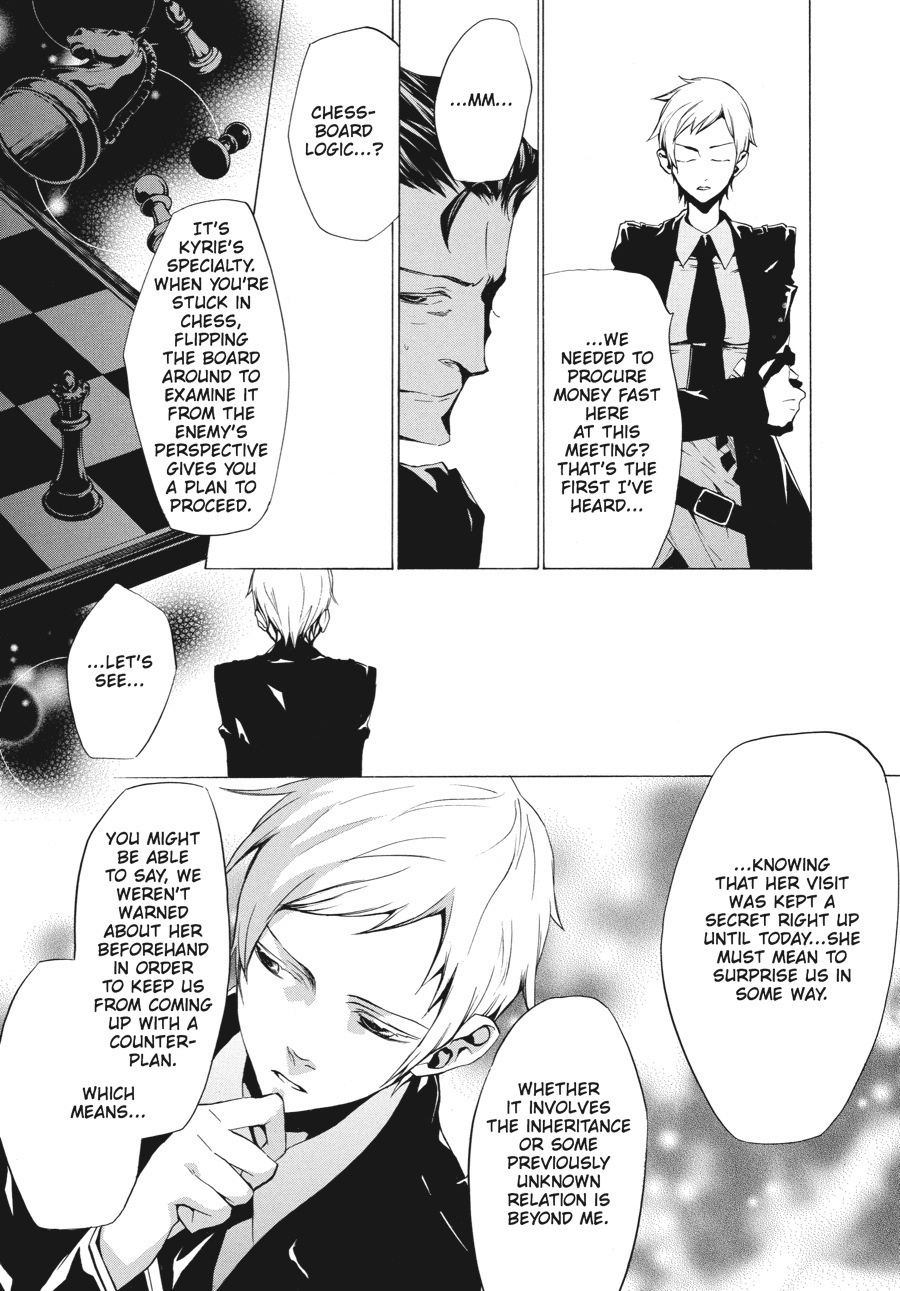 ...WE
NEEDED TO
PROCURE
MONEY FAST
HERE
AT THIS
MEETING?
THAT'S THE
FIRST I'VE
HEARD...
...MM...
CHESS-
BOARD
LOGIC...?
IT'S
KYRIE'S
SPECIALTY.
WHEN YOU'RE
STUCK IN
CHESS,
FLIPPING
THE BOARD
AROUND TO
EXAMINE IT
FROM THE
ENEMY'S
PERSPECTIVE
GIVES YOU
A PLAN TO
PROCEED.
...LET'S
SEE...
...KNOWING
THAT HER VISIT
WAS KEPT A
SECRET RIGHT UP
UNTIL TODAY...SHE
MUST MEAN TO
SURPRISE US IN
SOME WAY.
WHETHER
IT INVOLVES
THE INHERITANCE
OR SOME
PREVIOUSLY
UNKNOWN
RELATION IS
BEYOND ME.
YOU MIGHT
BE ABLE
TO SAY, WE
WEREN'T
WARNED
ABOUT HER
BEFOREHAND
IN ORDER
TO KEEP US
FROM COMING
UP WITH A
COUNTER-
PLAN.
WHICH
MEANS...